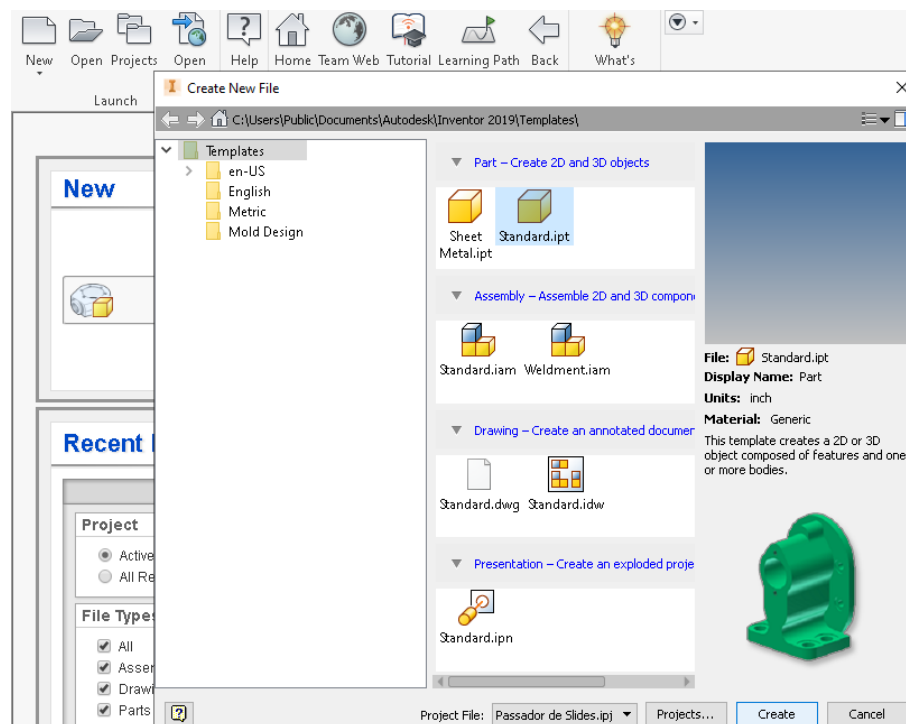 New Open Projects Open Help Home Team Web Tutorial Learning Path Back What's
Launch
Create New File
C:\Users\Public\Documents\Autodesk\Inventor 2019\Templates\
Templates
en-US
English
Metric
Mold Design
Part – Create 2D and 3D objects
Sheet
Metal.ipt
Standard.ipt
Assembly – Assemble 2D and 3D compon
Standard.iam Weldment.iam
Drawing – Create an annotated documen
Standard.dwg Standard.idw
Presentation – Create an exploded proje
Standard.ipn
File: Standard.ipt
Display Name: Part
Units: inch
Material: Generic
This template creates a 2D or 3D
object composed of features and one
or more bodies.
New
Recent
Project
Active
All Re
File Types
All
Assem
Drawi
Parts
Project File: Passador de Slides.ipj Projects... Create Cancel